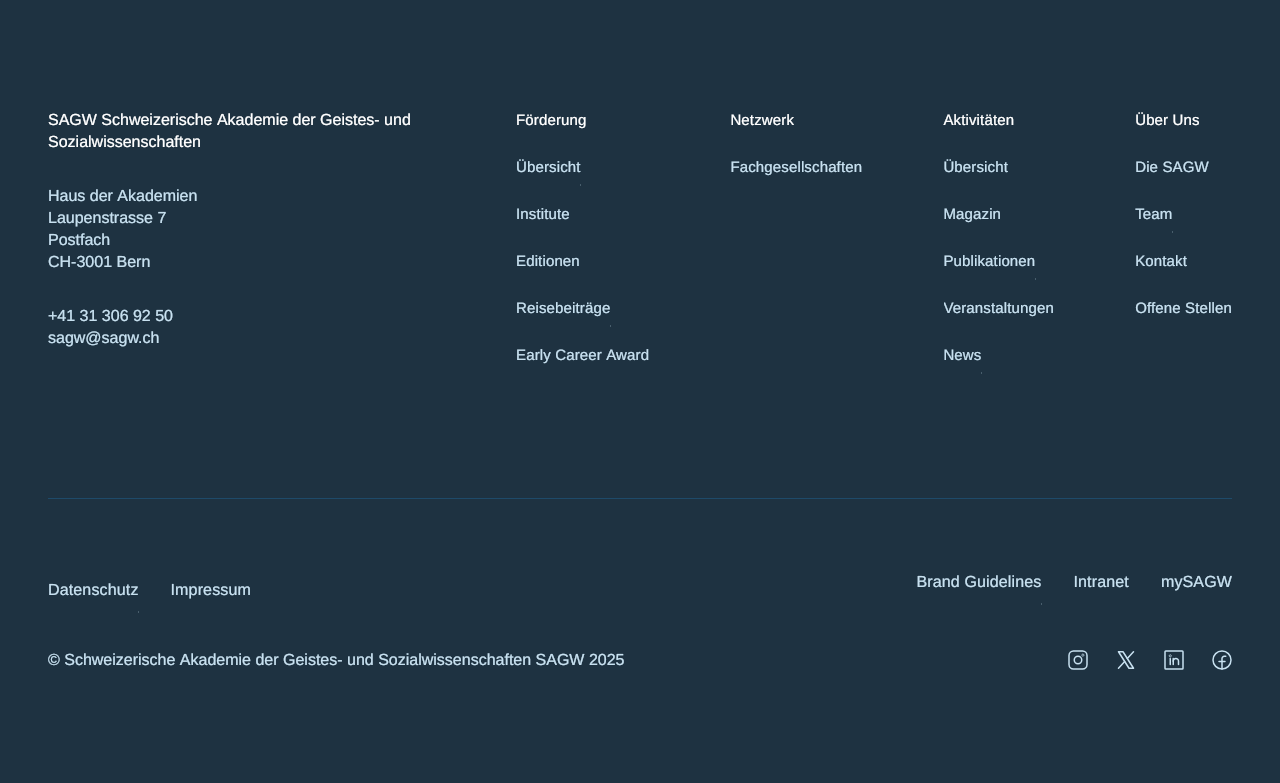 SAGW Schweizerische Akademie der Geistes- und
Sozialwissenschaften
Haus der Akademien
Laupenstrasse 7
Postfach
CH-3001 Bern
+41 31 306 92 50
sagw@sagw.ch
Förderung
Übersicht
Institute
Editionen
Reisebeiträge
Early Career Award
Netzwerk
Fachgesellschaften
Aktivitäten
Übersicht
Magazin
Publikationen
Veranstaltungen
News
Über Uns
Die SAGW
Team
Kontakt
Offene Stellen
Datenschutz
Impressum
Brand Guidelines
Intranet
mySAGW
© Schweizerische Akademie der Geistes- und Sozialwissenschaften SAGW 2025